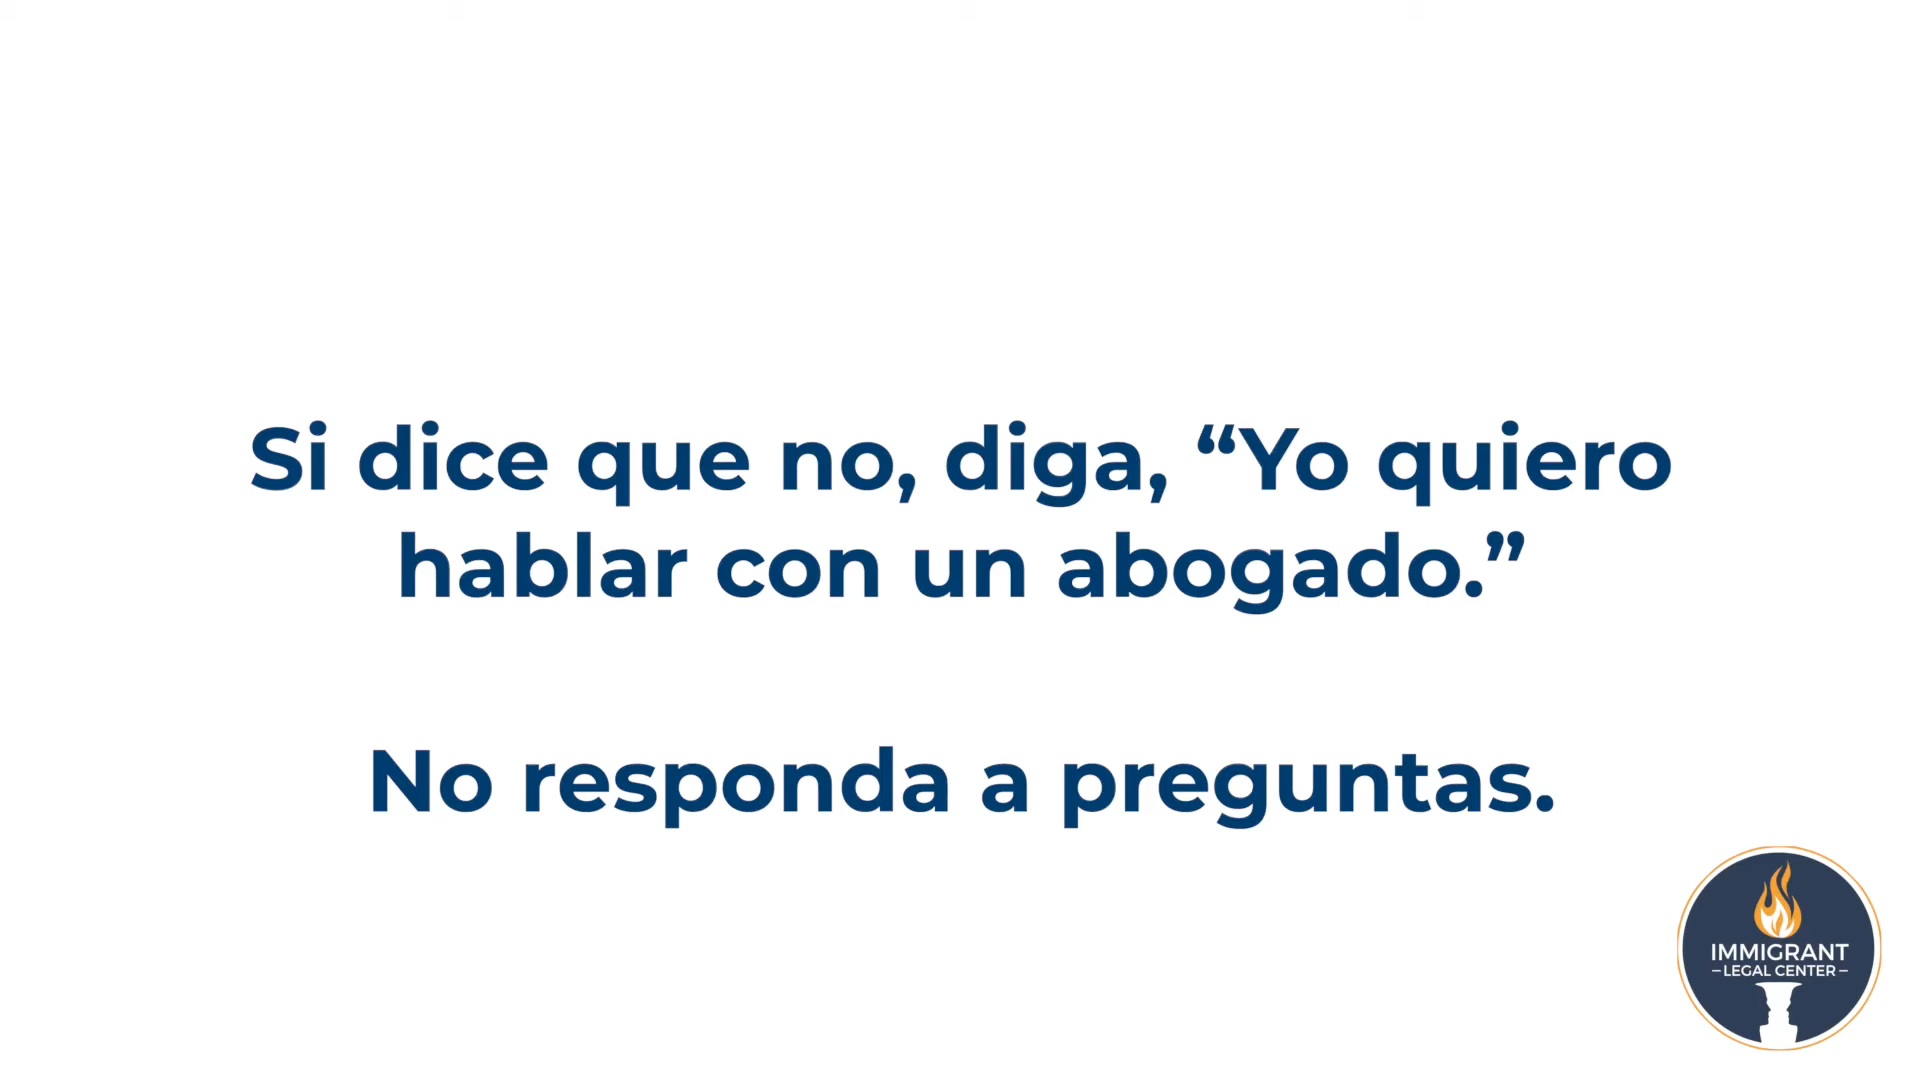 Si dice que no, diga, “Yo quiero
hablar con un abogado.”
No responda a preguntas.
IMMIGRANT
LEGAL CENTER